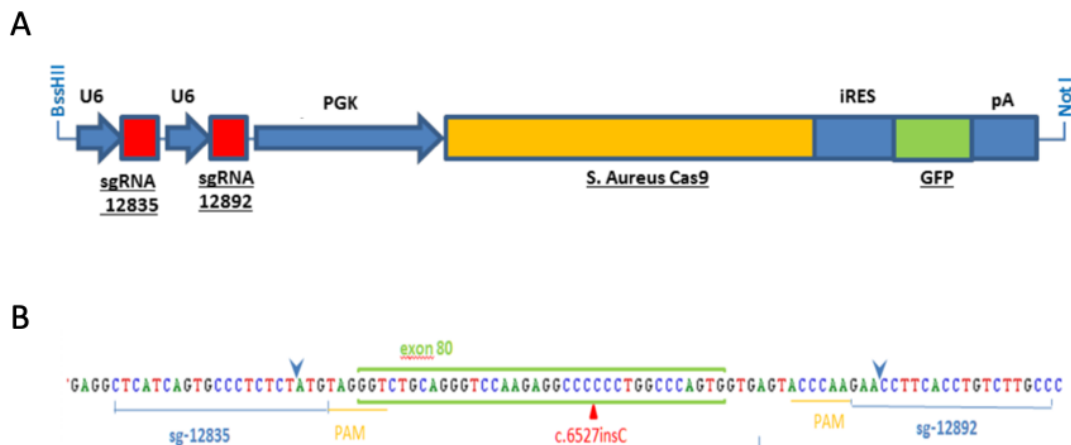 A
BssHII
U6
U6
PGK
iRES
pA
Not I
sgRNA
12835
sgRNA
12892
S. Aureus Cas9
GFP
B
exon 80
'GAGGCTCATCAGTGCCCTCTCTATGTAGGGTCTGCAGGGTCCAAGAGGCCCCCCTGGCCCAGTGGTGAGTACCCAAGAACCTTCACCTGTCTTGCCC
sg-12835
PAM
c.6527insC
PAM
sg-12892